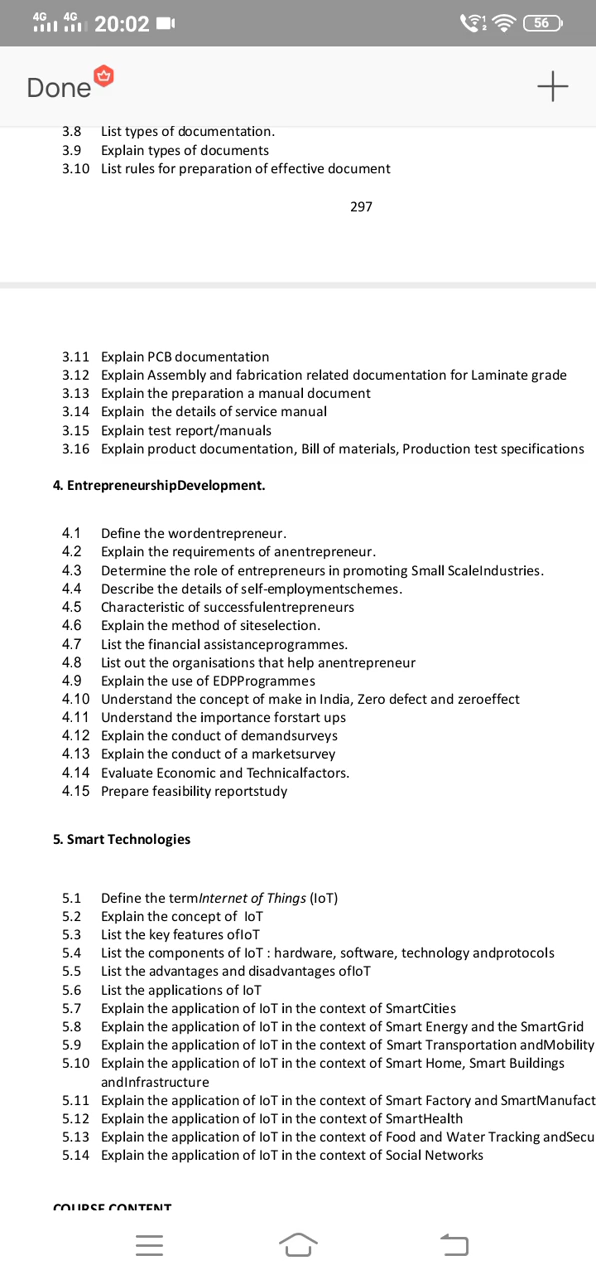 4G 4G 20:02 56
Done
3.8 List types of documentation.
3.9 Explain types of documents
3.10 List rules for preparation of effective document
297
3.11 Explain PCB documentation
3.12 Explain Assembly and fabrication related documentation for Laminate grade
3.13 Explain the preparation a manual document
3.14 Explain the details of service manual
3.15 Explain test report/manuals
3.16 Explain product documentation, Bill of materials, Production test specifications
4. EntrepreneurshipDevelopment.
4.1 Define the wordentrepreneur.
4.2 Explain the requirements of anentrepreneur.
4.3 Determine the role of entrepreneurs in promoting Small ScaleIndustries.
4.4 Describe the details of self-employmentschemes.
4.5 Characteristic of successfulentrepreneurs
4.6 Explain the method of siteselection.
4.7 List the financial assistanceprogrammes.
4.8 List out the organisations that help anentrepreneur
4.9 Explain the use of EDPProgrammes
4.10 Understand the concept of make in India, Zero defect and zeroeffect
4.11 Understand the importance forstart ups
4.12 Explain the conduct of demandsurveys
4.13 Explain the conduct of a marketsurvey
4.14 Evaluate Economic and Technicalfactors.
4.15 Prepare feasibility reportstudy
5. Smart Technologies
5.1 Define the termInternet of Things (IoT)
5.2 Explain the concept of IoT
5.3 List the key features ofIoT
5.4 List the components of IoT : hardware, software, technology andprotocols
5.5 List the advantages and disadvantages ofIoT
5.6 List the applications of IoT
5.7 Explain the application of IoT in the context of SmartCities
5.8 Explain the application of IoT in the context of Smart Energy and the SmartGrid
5.9 Explain the application of IoT in the context of Smart Transportation andMobility
5.10 Explain the application of IoT in the context of Smart Home, Smart Buildings
andInfrastructure
5.11 Explain the application of IoT in the context of Smart Factory and SmartManufact
5.12 Explain the application of IoT in the context of SmartHealth
5.13 Explain the application of IoT in the context of Food and Water Tracking andSecu
5.14 Explain the application of IoT in the context of Social Networks
COURSE CONTENT